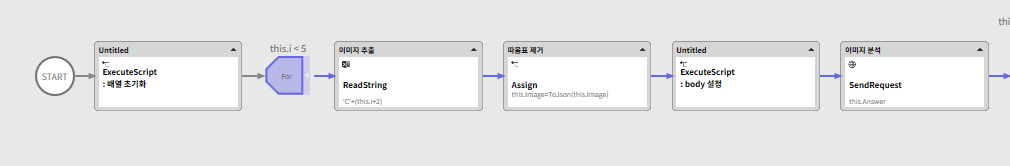 thi
START
Untitled
ExecuteScript
: 배열 초기화
this.i < 5
For
이미지 추출
ReadString
'C'+(this.i+2)
따옴표 제거
Assign
this.Image=ToJson(this.Image)
Untitled
ExecuteScript
: body 설정
이미지 분석
SendRequest
this.Answer